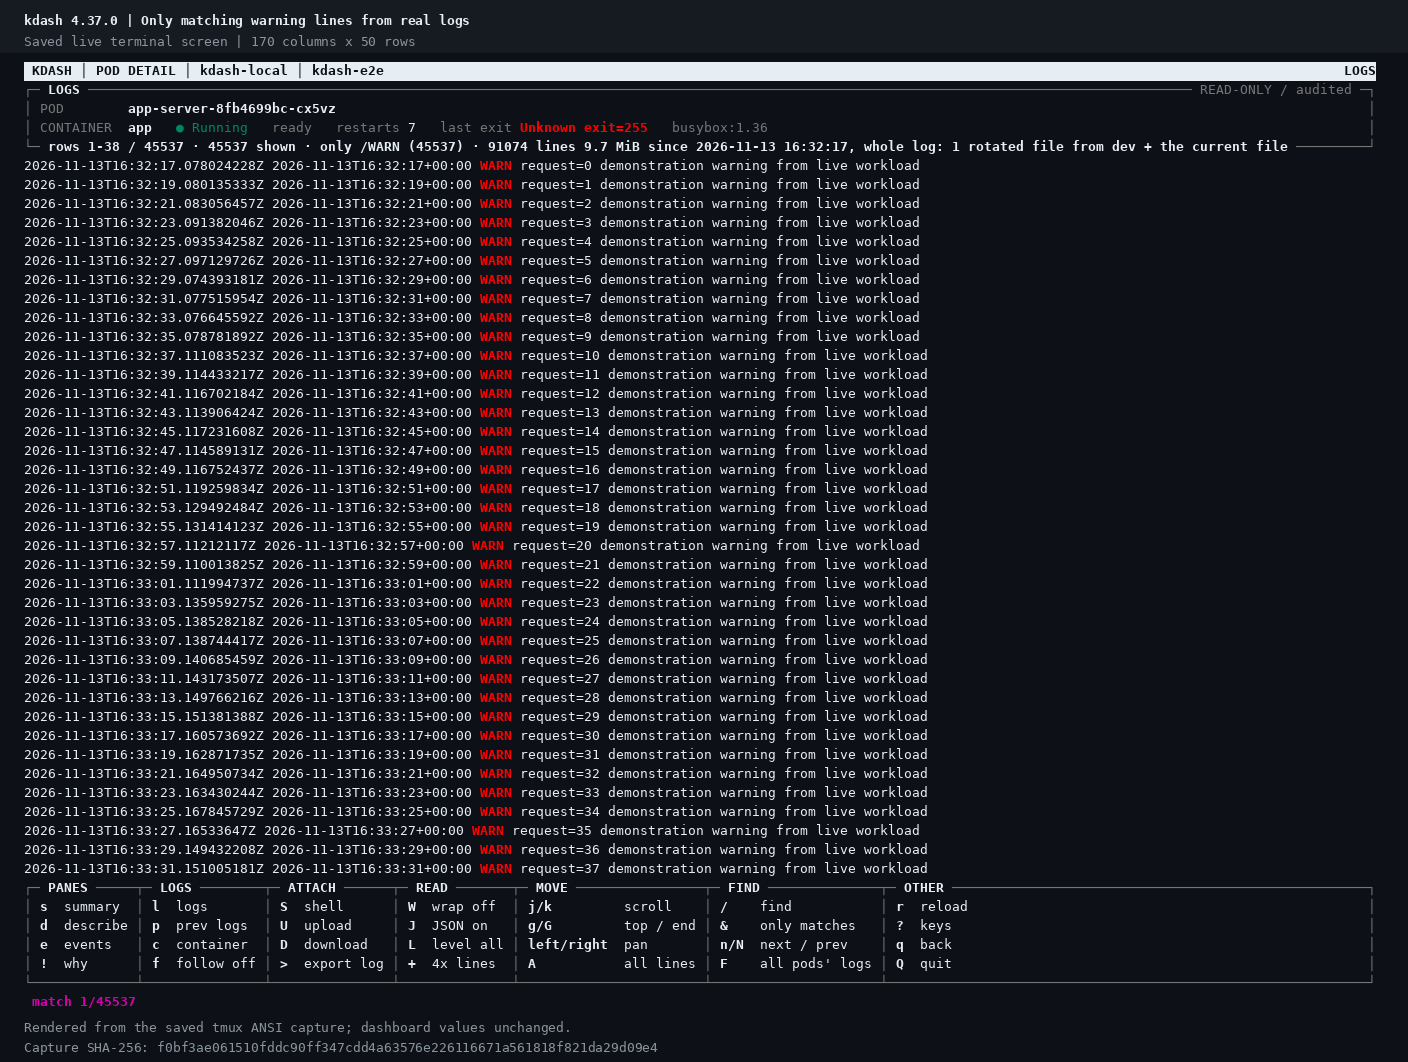 kdash 4.37.0 | Only matching warning lines from real logs
Saved live terminal screen | 170 columns x 50 rows
KDASH │ POD DETAIL │ kdash-local │ kdash-e2e LOGS
LOGS READ-ONLY / audited
POD app-server-8fb4699bc-cx5vz
CONTAINER app ● Running ready restarts 7 last exit Unknown exit=255 busybox:1.36
rows 1-38 / 45537 · 45537 shown · only /WARN (45537) · 91074 lines 9.7 MiB since 2026-11-13 16:32:17, whole log: 1 rotated file from dev + the current file
2026-11-13T16:32:17.078024228Z 2026-11-13T16:32:17+00:00 WARN request=0 demonstration warning from live workload
2026-11-13T16:32:19.080135333Z 2026-11-13T16:32:19+00:00 WARN request=1 demonstration warning from live workload
2026-11-13T16:32:21.083056457Z 2026-11-13T16:32:21+00:00 WARN request=2 demonstration warning from live workload
2026-11-13T16:32:23.091382046Z 2026-11-13T16:32:23+00:00 WARN request=3 demonstration warning from live workload
2026-11-13T16:32:25.093534258Z 2026-11-13T16:32:25+00:00 WARN request=4 demonstration warning from live workload
2026-11-13T16:32:27.097129726Z 2026-11-13T16:32:27+00:00 WARN request=5 demonstration warning from live workload
2026-11-13T16:32:29.074393181Z 2026-11-13T16:32:29+00:00 WARN request=6 demonstration warning from live workload
2026-11-13T16:32:31.077515954Z 2026-11-13T16:32:31+00:00 WARN request=7 demonstration warning from live workload
2026-11-13T16:32:33.076645592Z 2026-11-13T16:32:33+00:00 WARN request=8 demonstration warning from live workload
2026-11-13T16:32:35.078781892Z 2026-11-13T16:32:35+00:00 WARN request=9 demonstration warning from live workload
2026-11-13T16:32:37.111083523Z 2026-11-13T16:32:37+00:00 WARN request=10 demonstration warning from live workload
2026-11-13T16:32:39.114433217Z 2026-11-13T16:32:39+00:00 WARN request=11 demonstration warning from live workload
2026-11-13T16:32:41.116702184Z 2026-11-13T16:32:41+00:00 WARN request=12 demonstration warning from live workload
2026-11-13T16:32:43.113906424Z 2026-11-13T16:32:43+00:00 WARN request=13 demonstration warning from live workload
2026-11-13T16:32:45.117231608Z 2026-11-13T16:32:45+00:00 WARN request=14 demonstration warning from live workload
2026-11-13T16:32:47.114589131Z 2026-11-13T16:32:47+00:00 WARN request=15 demonstration warning from live workload
2026-11-13T16:32:49.116752437Z 2026-11-13T16:32:49+00:00 WARN request=16 demonstration warning from live workload
2026-11-13T16:32:51.119259834Z 2026-11-13T16:32:51+00:00 WARN request=17 demonstration warning from live workload
2026-11-13T16:32:53.129492484Z 2026-11-13T16:32:53+00:00 WARN request=18 demonstration warning from live workload
2026-11-13T16:32:55.131414123Z 2026-11-13T16:32:55+00:00 WARN request=19 demonstration warning from live workload
2026-11-13T16:32:57.11212117Z 2026-11-13T16:32:57+00:00 WARN request=20 demonstration warning from live workload
2026-11-13T16:32:59.110013825Z 2026-11-13T16:32:59+00:00 WARN request=21 demonstration warning from live workload
2026-11-13T16:33:01.111994737Z 2026-11-13T16:33:01+00:00 WARN request=22 demonstration warning from live workload
2026-11-13T16:33:03.135959275Z 2026-11-13T16:33:03+00:00 WARN request=23 demonstration warning from live workload
2026-11-13T16:33:05.138528218Z 2026-11-13T16:33:05+00:00 WARN request=24 demonstration warning from live workload
2026-11-13T16:33:07.138744417Z 2026-11-13T16:33:07+00:00 WARN request=25 demonstration warning from live workload
2026-11-13T16:33:09.140685459Z 2026-11-13T16:33:09+00:00 WARN request=26 demonstration warning from live workload
2026-11-13T16:33:11.143173507Z 2026-11-13T16:33:11+00:00 WARN request=27 demonstration warning from live workload
2026-11-13T16:33:13.149766216Z 2026-11-13T16:33:13+00:00 WARN request=28 demonstration warning from live workload
2026-11-13T16:33:15.151381388Z 2026-11-13T16:33:15+00:00 WARN request=29 demonstration warning from live workload
2026-11-13T16:33:17.160573692Z 2026-11-13T16:33:17+00:00 WARN request=30 demonstration warning from live workload
2026-11-13T16:33:19.162871735Z 2026-11-13T16:33:19+00:00 WARN request=31 demonstration warning from live workload
2026-11-13T16:33:21.164950734Z 2026-11-13T16:33:21+00:00 WARN request=32 demonstration warning from live workload
2026-11-13T16:33:23.163430244Z 2026-11-13T16:33:23+00:00 WARN request=33 demonstration warning from live workload
2026-11-13T16:33:25.167845729Z 2026-11-13T16:33:25+00:00 WARN request=34 demonstration warning from live workload
2026-11-13T16:33:27.16533647Z 2026-11-13T16:33:27+00:00 WARN request=35 demonstration warning from live workload
2026-11-13T16:33:29.149432208Z 2026-11-13T16:33:29+00:00 WARN request=36 demonstration warning from live workload
2026-11-13T16:33:31.151005181Z 2026-11-13T16:33:31+00:00 WARN request=37 demonstration warning from live workload
PANES LOGS ATTACH READ MOVE FIND OTHER
s summary │ l logs │ S shell │ W wrap off │ j/k scroll │ / find │ r reload
d describe │ p prev logs │ U upload │ J JSON on │ g/G top / end │ & only matches │ ? keys
e events │ c container │ D download │ L level all │ left/right pan │ n/N next / prev │ q back
! why │ f follow off │ > export log │ + 4x lines │ A all lines │ F all pods' logs │ Q quit
match 1/45537
Rendered from the saved tmux ANSI capture; dashboard values unchanged.
Capture SHA-256: f0bf3ae061510fddc90ff347cdd4a63576e226116671a561818f821da29d09e4